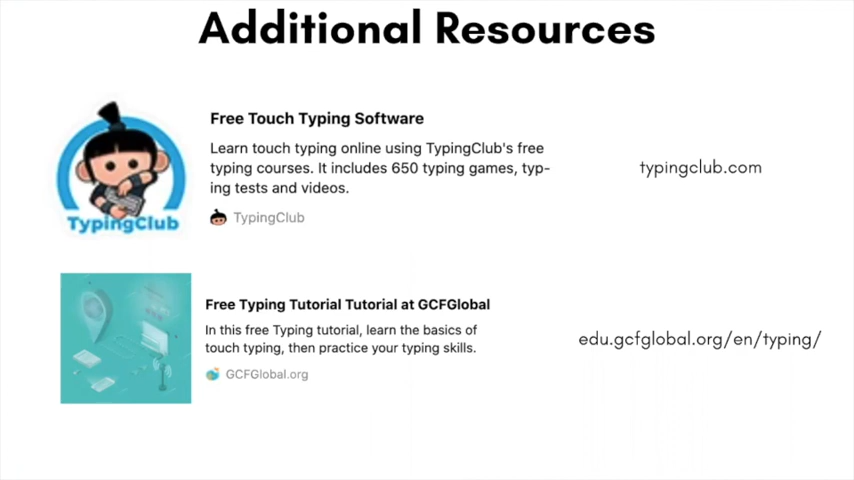 Additional Resources
Free Touch Typing Software
Learn touch typing online using TypingClub's free
typing courses. It includes 650 typing games, typ-
ing tests and videos.
TypingClub
TypingClub
typingclub.com
Free Typing Tutorial Tutorial at GCFGlobal
In this free Typing tutorial, learn the basics of
touch typing, then practice your typing skills.
GCFGlobal.org
edu.gcfglobal.org/en/typing/